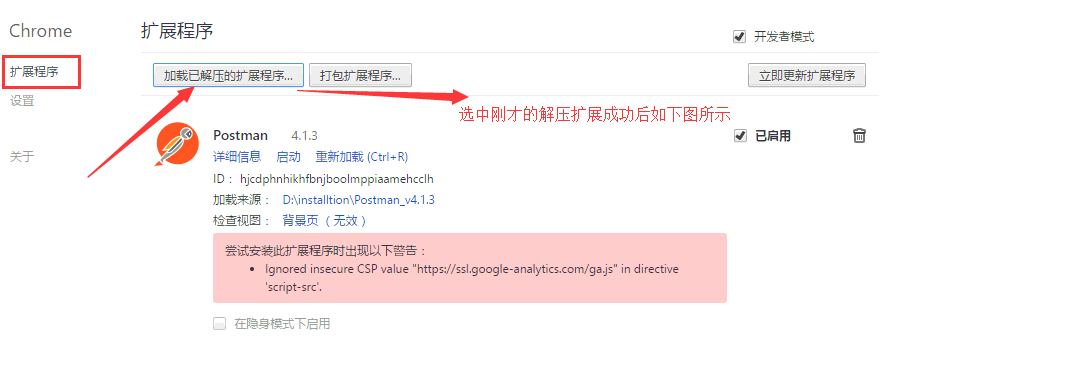 Chrome
扩展程序
设置
关于
扩展程序
开发者模式
加载已解压的扩展程序... 打包扩展程序... 立即更新扩展程序
选中刚才的解压扩展成功后如下图所示
Postman 4.1.3 已启用
详细信息 启动 重新加载 (Ctrl+R)
ID： hjcdphnhikhfbnjboolmppiaamehcclh
加载来源： D:\installtion\Postman_v4.1.3
检查视图： 背景页 （无效）
尝试安装此扩展程序时出现以下警告：
Ignored insecure CSP value "https://ssl.google-analytics.com/ga.js" in directive
'script-src'.
在隐身模式下启用